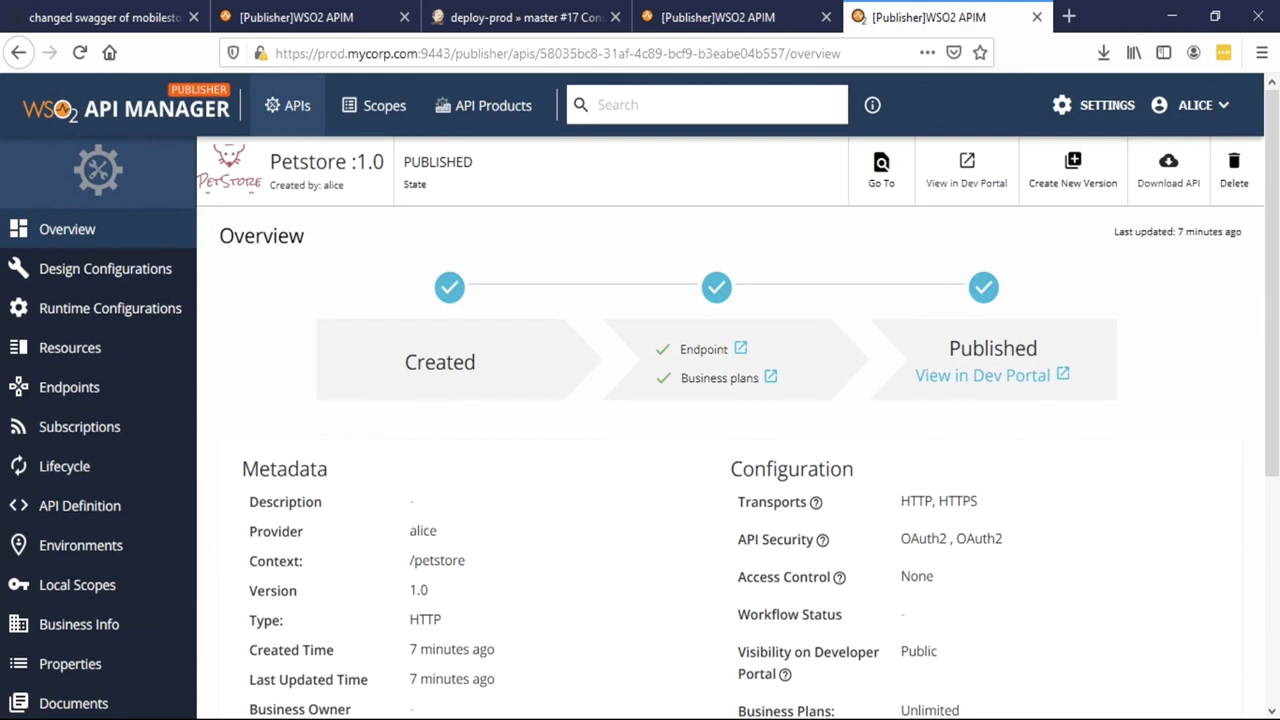 changed swagger of mobilesto
[Publisher]WSO2 APIM
deploy-prod » master #17 Con
[Publisher]WSO2 APIM
[Publisher]WSO2 APIM
https://prod.mycorp.com:9443/publisher/apis/58035bc8-31af-4c89-bcf9-b3eabe04b557/overview
PUBLISHER
WSO2 API MANAGER
APIs
Scopes
API Products
Search
SETTINGS
ALICE
PETSTORE
Petstore :1.0
Created by: alice
PUBLISHED
State
Go To
View in Dev Portal
Create New Version
Download API
Delete
Overview
Design Configurations
Runtime Configurations
Resources
Endpoints
Subscriptions
Lifecycle
API Definition
Environments
Local Scopes
Business Info
Properties
Documents
Overview
Last updated: 7 minutes ago
Created
Endpoint
Business plans
Published
View in Dev Portal
Metadata
Description -
Provider alice
Context: /petstore
Version 1.0
Type: HTTP
Created Time 7 minutes ago
Last Updated Time 7 minutes ago
Business Owner -
Configuration
Transports HTTP, HTTPS
API Security OAuth2 , OAuth2
Access Control None
Workflow Status -
Visibility on Developer Public
Portal
Business Plans: Unlimited